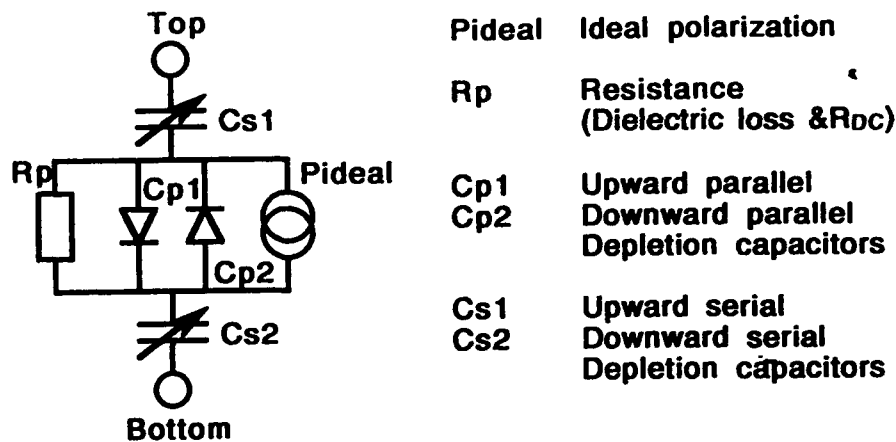 Top
Cs1
Rp
Cp1
Pideal
Cp2
Cs2
Bottom
Pideal Ideal polarization
Rp Resistance
(Dielectric loss &RDC)
Cp1 Upward parallel
Cp2 Downward parallel
Depletion capacitors
Cs1 Upward serial
Cs2 Downward serial
Depletion capacitors